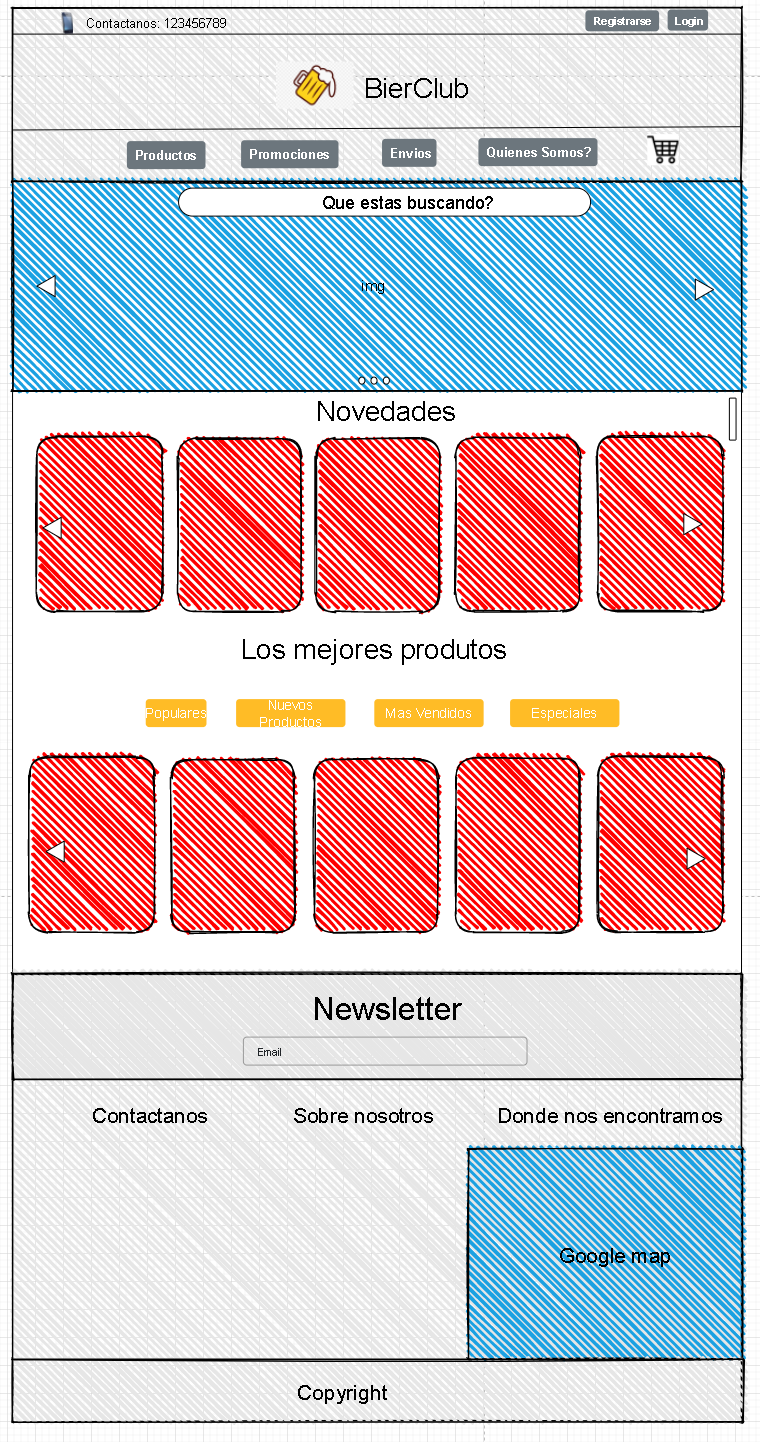 Contactanos: 123456789
Registrarse
Login
BierClub
Productos
Promociones
Envios
Quienes Somos?
Que estas buscando?
img
Novedades
Los mejores produtos
Populares
Nuevos
Productos
Mas Vendidos
Especiales
Newsletter
Email
Contactanos
Sobre nosotros
Donde nos encontramos
Google map
Copyright